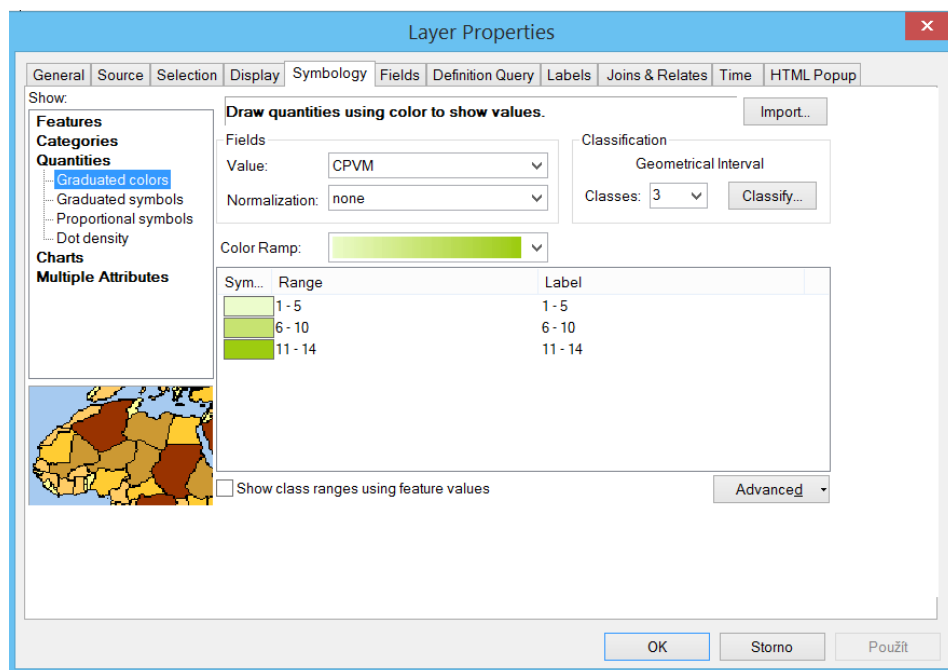 Layer Properties
General Source Selection Display Symbology Fields Definition Query Labels Joins & Relates Time HTML Popup
Show:
Features
Categories
Quantities
Graduated colors
Graduated symbols
Proportional symbols
Dot density
Charts
Multiple Attributes
Draw quantities using color to show values.
Import...
Fields
Value: CPVM
Normalization: none
Classification
Geometrical Interval
Classes: 3 Classify...
Color Ramp:
Sym... Range Label
1 - 5 1 - 5
6 - 10 6 - 10
11 - 14 11 - 14
Show class ranges using feature values
Advanced
OK Storno Použít